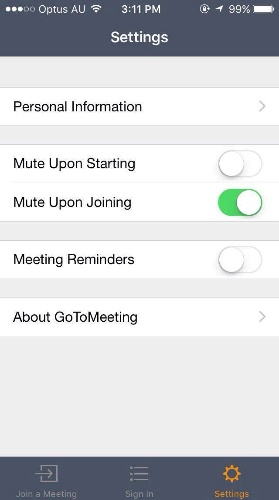 Optus AU 3:11 PM 99%
Settings
Personal Information
Mute Upon Starting
Mute Upon Joining
Meeting Reminders
About GoToMeeting
Join a Meeting Sign In Settings